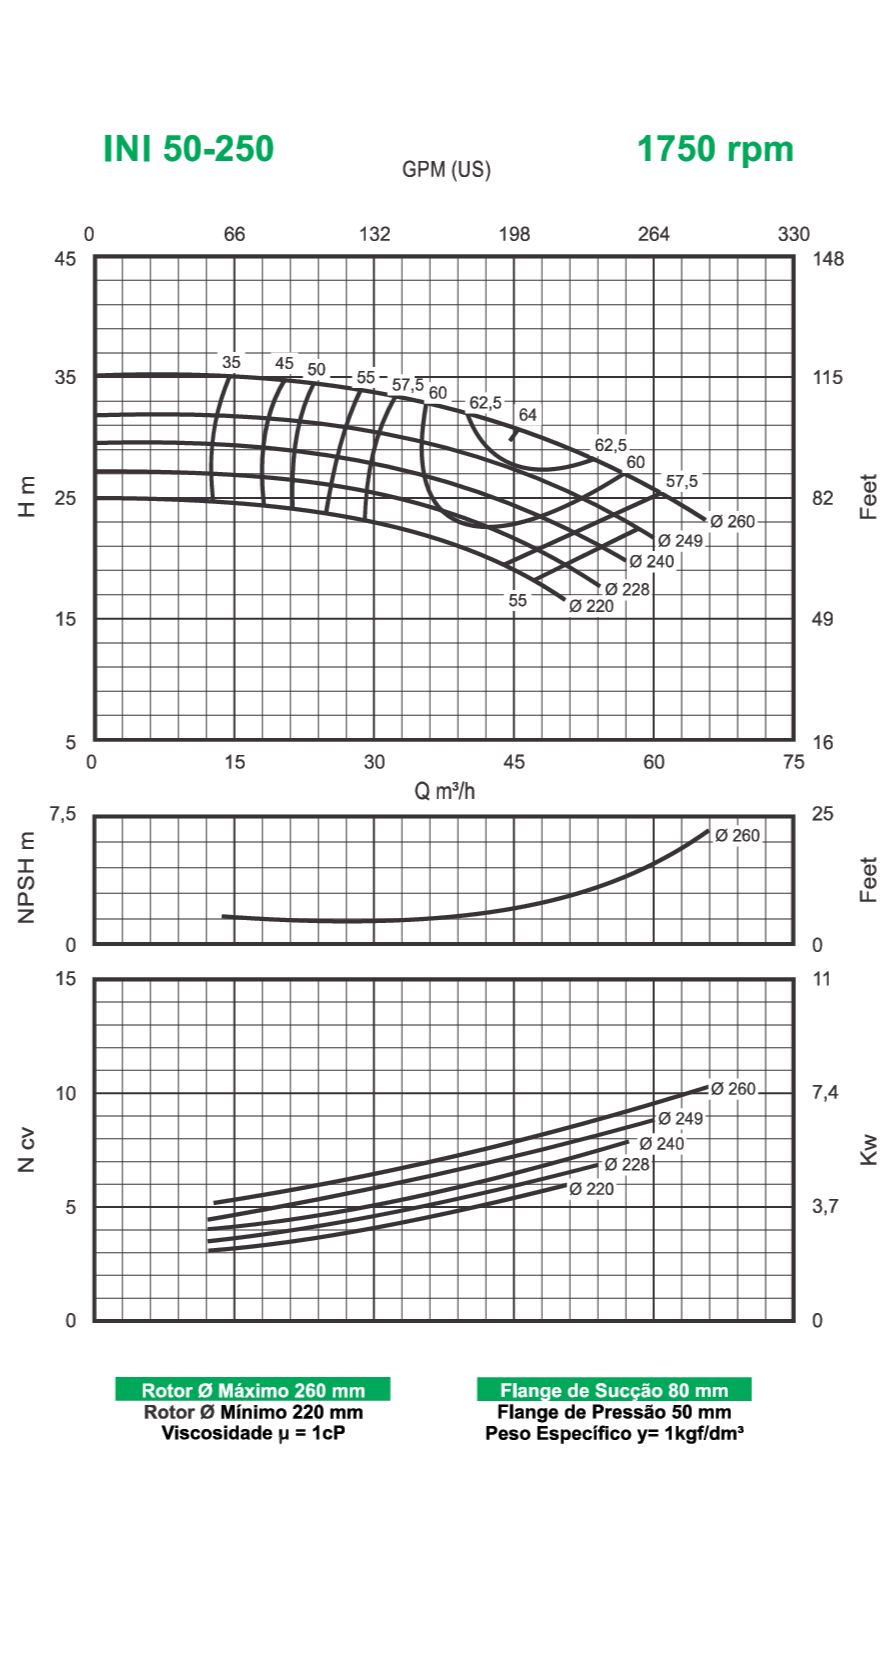 INI 50-250
1750 rpm
GPM (US)
0 66 132 198 264 330
45 148
35 45 50 55 57,5 60 62,5 64 62,5 60 57,5
35 115
H m
25 82
Feet
Ø 260
Ø 249
Ø 240
Ø 228
55 Ø 220
15 49
5 16
0 15 30 45 60 75
Q m³/h
7,5 25
Ø 260
NPSH m
Feet
0 0
15 11
10 Ø 260 7,4
Ø 249
Ø 240
N cv
Kw
Ø 228
Ø 220
5 3,7
0 0
Rotor Ø Máximo 260 mm
Rotor Ø Mínimo 220 mm
Viscosidade µ = 1cP
Flange de Sucção 80 mm
Flange de Pressão 50 mm
Peso Específico y= 1kgf/dm³